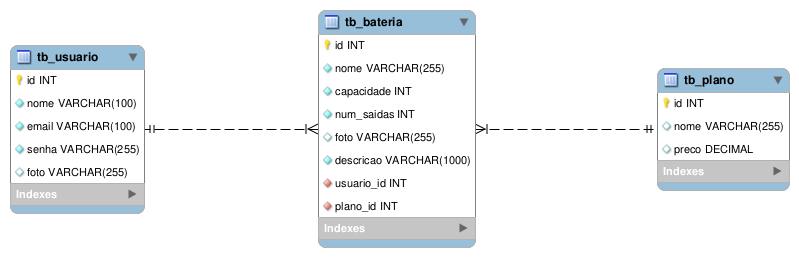 tb_usuario
id INT
nome VARCHAR(100)
email VARCHAR(100)
senha VARCHAR(255)
foto VARCHAR(255)
Indexes
tb_bateria
id INT
nome VARCHAR(255)
capacidade INT
num_saidas INT
foto VARCHAR(255)
descricao VARCHAR(1000)
usuario_id INT
plano_id INT
Indexes
tb_plano
id INT
nome VARCHAR(255)
preco DECIMAL
Indexes